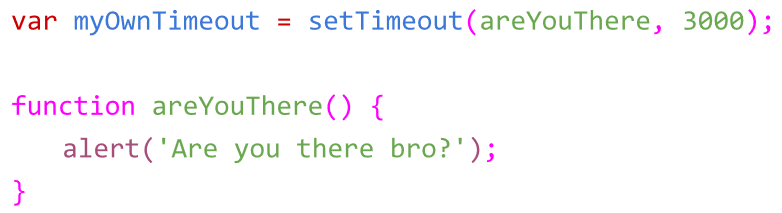 var myOwnTimeout = setTimeout(areYouThere, 3000);
function areYouThere() {
alert('Are you there bro?');
}